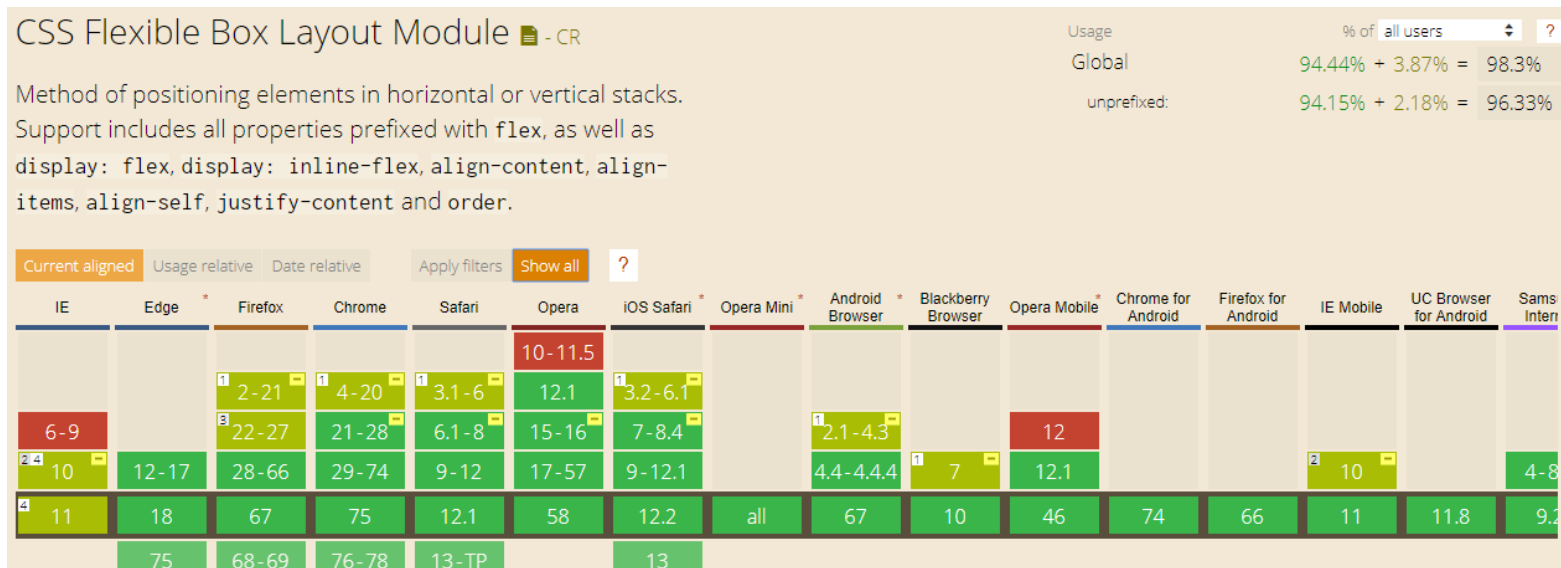 CSS Flexible Box Layout Module - CR
Usage % of all users ?
Global 94.44% + 3.87% = 98.3%
unprefixed: 94.15% + 2.18% = 96.33%
Method of positioning elements in horizontal or vertical stacks.
Support includes all properties prefixed with flex, as well as
display: flex, display: inline-flex, align-content, align-
items, align-self, justify-content and order.
Current aligned Usage relative Date relative Apply filters Show all ?
IE Edge * Firefox Chrome Safari Opera iOS Safari * Opera Mini * Android Browser * Blackberry Browser Opera Mobile * Chrome for Android Firefox for Android IE Mobile UC Browser for Android Sams Inter
10-11.5
1 2-21 - 1 4-20 - 1 3.1-6 - 12.1 1 3.2-6.1 -
6-9 3 22-27 - 21-28 - 6.1-8 - 15-16 - 7-8.4 - 1 2.1-4.3 - 12
2 4 10 - 12-17 28-66 29-74 9-12 17-57 9-12.1 4.4-4.4.4 1 7 - 12.1 2 10 - 4-8
4 11 18 67 75 12.1 58 12.2 all 67 10 46 74 66 11 11.8 9.2
75 68-69 76-78 13-TP 13